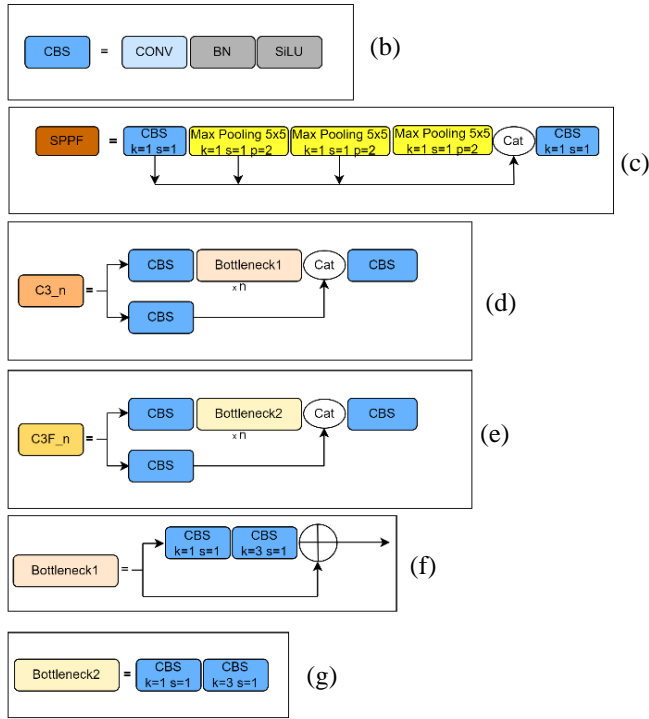 CBS = CONV BN SiLU (b)
SPPF = CBS k=1 s=1 Max Pooling 5x5 k=1 s=1 p=2 Max Pooling 5x5 k=1 s=1 p=2 Max Pooling 5x5 k=1 s=1 p=2 Cat CBS k=1 s=1
(c)
CBS Bottleneck1 Cat CBS
x n
C3_n =
CBS
(d)
CBS Bottleneck2 Cat CBS
x n
C3F_n =
CBS
(e)
CBS k=1 s=1 CBS k=3 s=1
Bottleneck1 =
(f)
Bottleneck2 = CBS k=1 s=1 CBS k=3 s=1
(g)